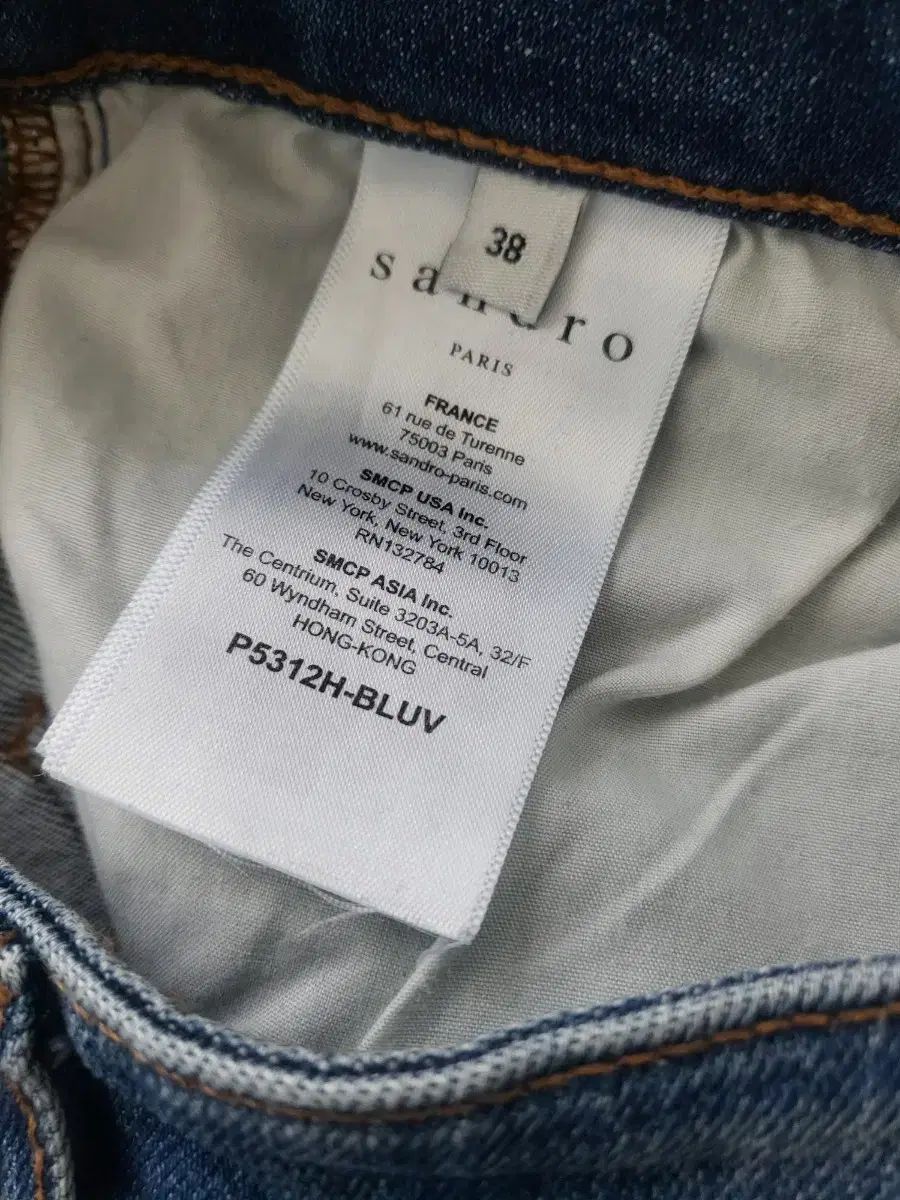 38
sandro
PARIS
FRANCE
61 rue de Turenne
75003 Paris
www.sandro-paris.com
SMCP USA Inc.
10 Crosby Street, 3rd Floor
New York, New York 10013
RN132784
SMCP ASIA Inc.
The Centrium, Suite 3203A-5A, 32/F
60 Wyndham Street, Central
HONG-KONG
P5312H-BLUV